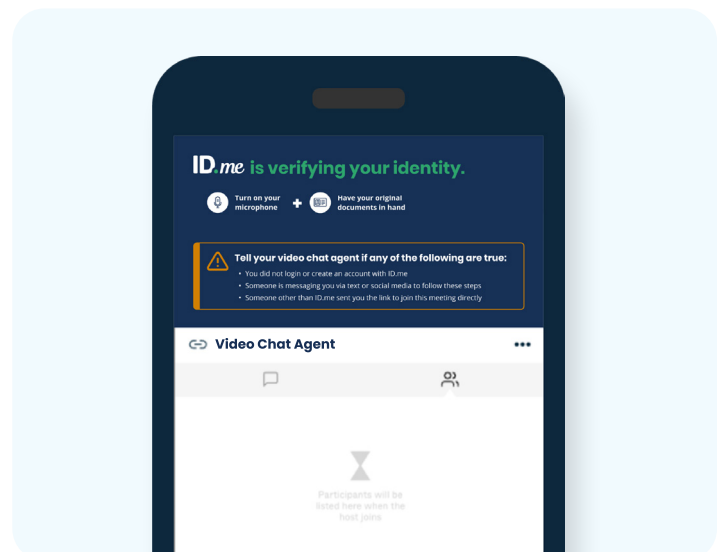 ID.me is verifying your identity.
Turn on your
microphone
+
Have your original
documents in hand
Tell your video chat agent if any of the following are true:
• You did not login or create an account with ID.me
• Someone is messaging you via text or social media to follow these steps
• Someone other than ID.me sent you the link to join this meeting directly
Video Chat Agent
Participants will be
listed here when the
host joins